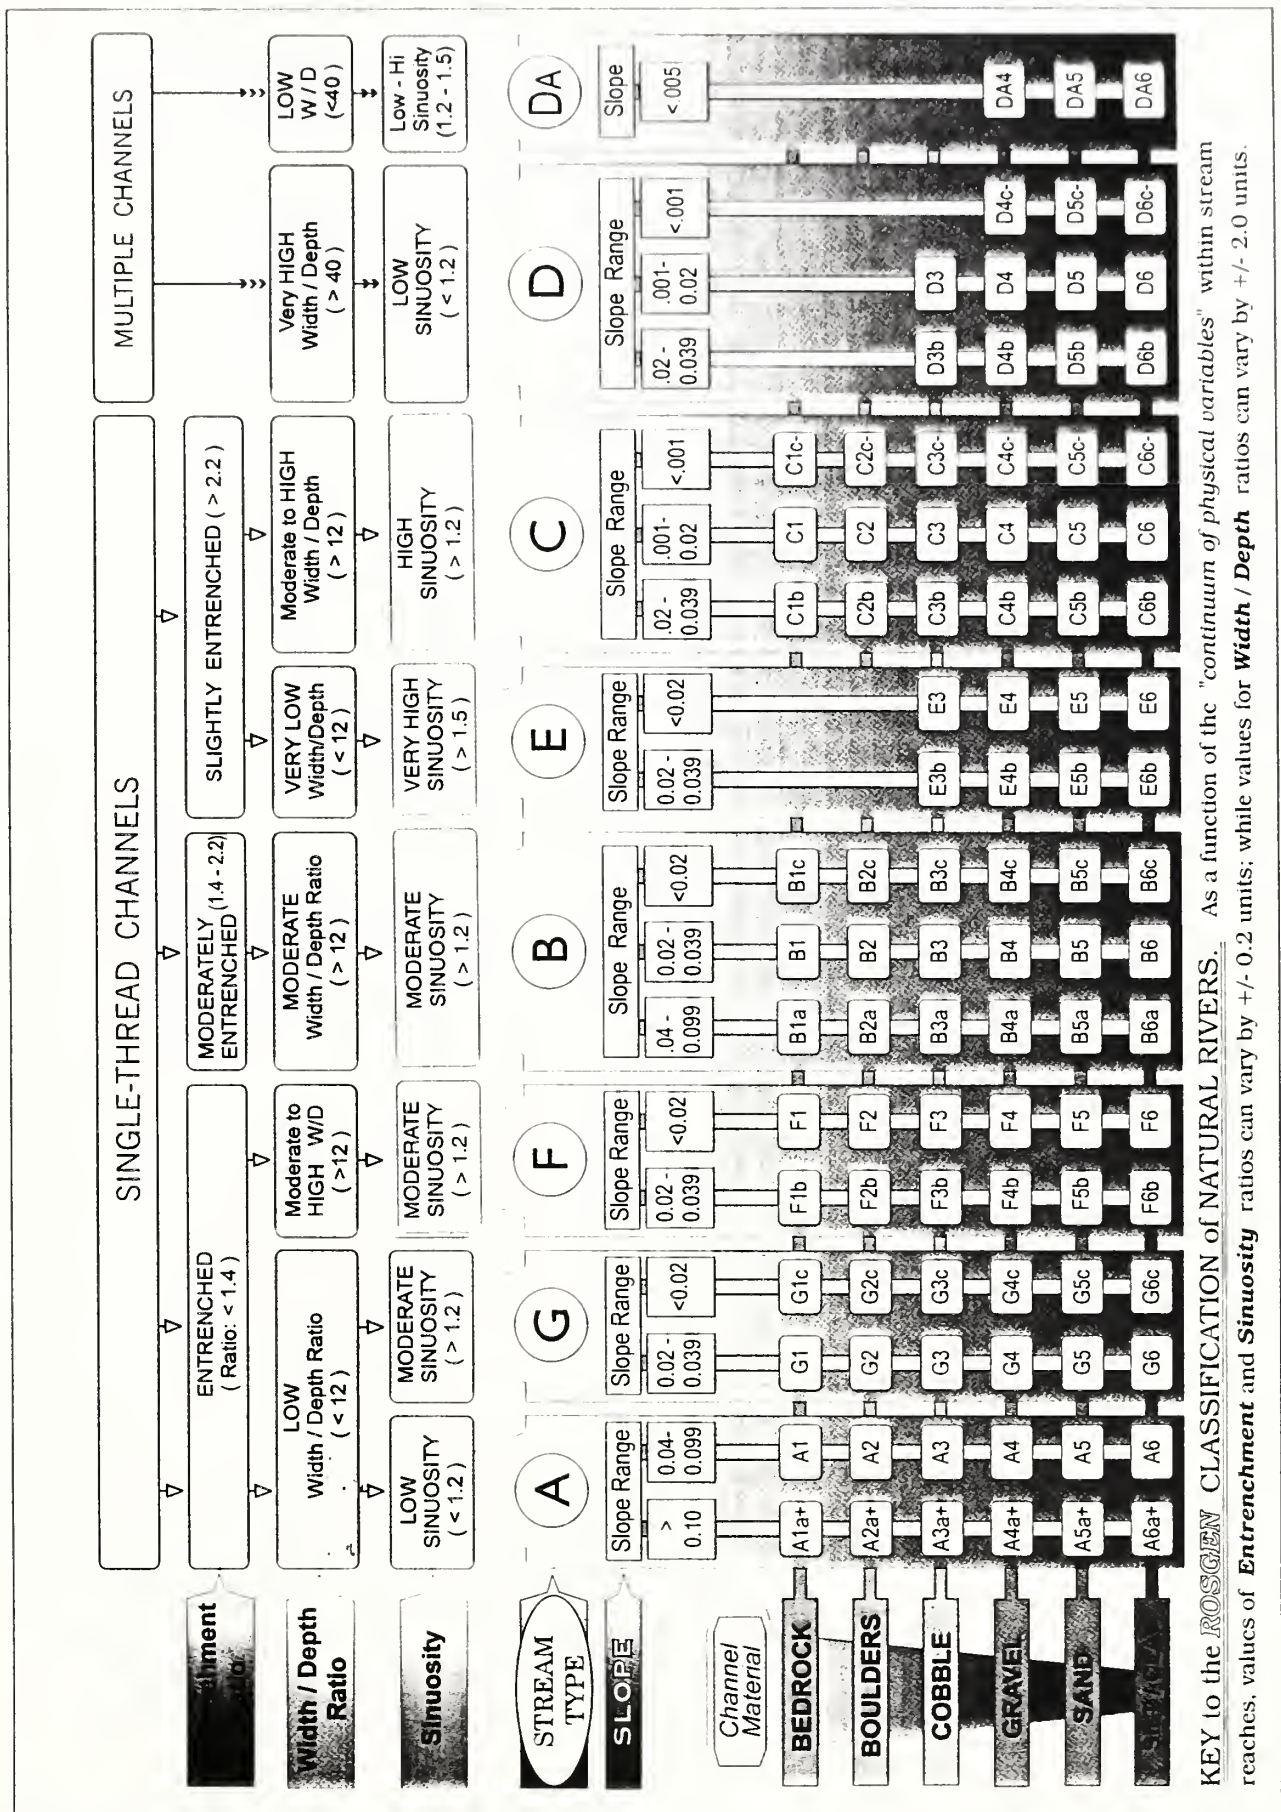 SINGLE-THREAD CHANNELS
MULTIPLE CHANNELS
ENTRENCHED
( Ratio: < 1.4 )
MODERATELY (1.4 - 2.2)
ENTRENCHED
SLIGHTLY ENTRENCHED ( > 2.2 )
Width / Depth
Ratio
LOW
Width / Depth Ratio
( < 12 )
Moderate to
HIGH W/D
( >12 )
MODERATE
Width / Depth Ratio
( > 12 )
VERY LOW
Width/Depth
( < 12 )
Moderate to HIGH
Width / Depth
( > 12 )
Very HIGH
Width / Depth
( > 40 )
LOW
W / D
(<40)
Sinuosity
LOW
SINUOSITY
( < 1.2 )
MODERATE
SINUOSITY
( > 1.2 )
MODERATE
SINUOSITY
( > 1.2 )
MODERATE
SINUOSITY
( > 1.2 )
VERY HIGH
SINUOSITY
( > 1.5 )
HIGH
SINUOSITY
( > 1.2 )
LOW
SINUOSITY
( < 1.2 )
Low - Hi
Sinuosity
(1.2 - 1.5)
STREAM
TYPE
A G F B E C D DA
SLOPE
Slope Range Slope Range Slope Range Slope Range Slope Range Slope Range Slope Range Slope
>
0.10
0.04-
0.099
0.02-
0.039
<0.02
0.02 -
0.039
<0.02
.04 -
0.099
0.02 -
0.039
<0.02
0.02 -
0.039
<0.02
.02 -
0.039
.001-
0.02
<.001
.02 -
0.039
.001-
0.02
<.001
<.005
Channel
Material
BEDROCK A1a+ A1 G1 G1c F1b F1 B1a B1 B1c C1b C1 C1c-
BOULDERS A2a+ A2 G2 G2c F2b F2 B2a B2 B2c C2b C2 C2c-
COBBLE A3a+ A3 G3 G3c F3b F3 B3a B3 B3c E3b E3 C3b C3 C3c- D3b D3
GRAVEL A4a+ A4 G4 G4c F4b F4 B4a B4 B4c E4b E4 C4b C4 C4c- D4b D4 D4c- DA4
SAND A5a+ A5 G5 G5c F5b F5 B5a B5 B5c E5b E5 C5b C5 C5c- D5b D5 D5c- DA5
A6a+ A6 G6 G6c F6b F6 B6a B6 B6c E6b E6 C6b C6 C6c- D6b D6 D6c- DA6
KEY to the ROSGEN CLASSIFICATION of NATURAL RIVERS. As a function of the "continuum of physical variables" within stream
reaches, values of Entrenchment and Sinuosity ratios can vary by +/- 0.2 units; while values for Width / Depth ratios can vary by +/- 2.0 units.